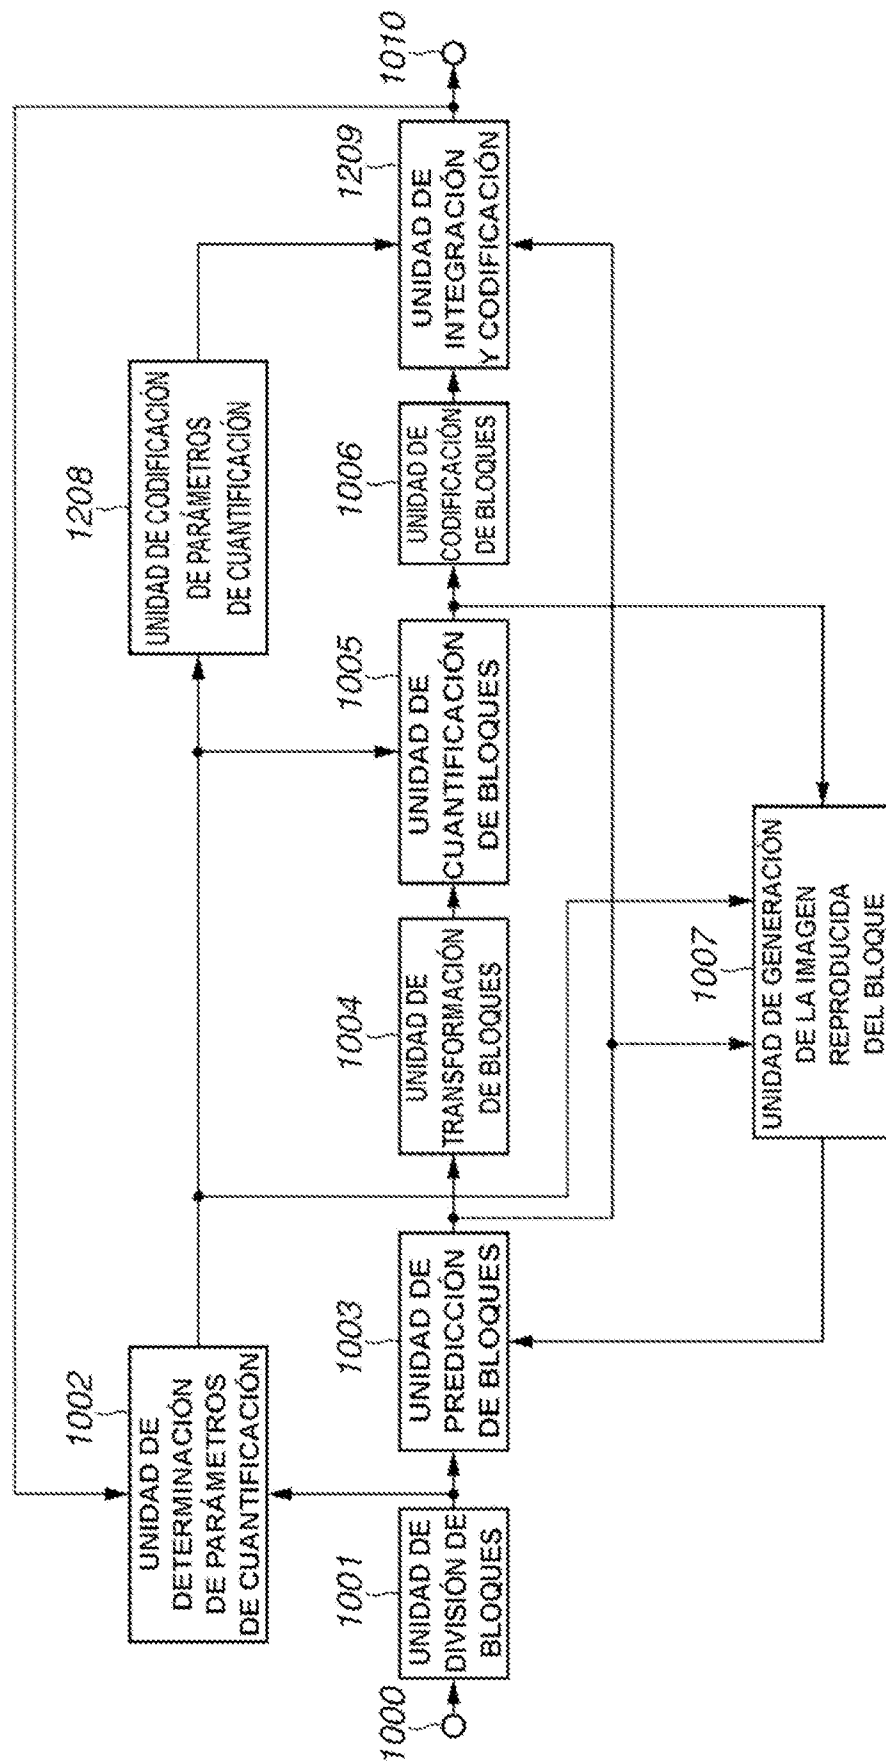 1002
UNIDAD DE
DETERMINACIÓN
DE PARÁMETROS
DE CUANTIFICACIÓN
1208
UNIDAD DE CODIFICACIÓN
DE PARÁMETROS
DE CUANTIFICACIÓN
1000
1001
UNIDAD DE
DIVISIÓN DE
BLOQUES
1003
UNIDAD DE
PREDICCIÓN
DE BLOQUES
1004
UNIDAD DE
TRANSFORMACIÓN
DE BLOQUES
1005
UNIDAD DE
CUANTIFICACIÓN
DE BLOQUES
1006
UNIDAD DE
CODIFICACIÓN
DE BLOQUES
1209
UNIDAD DE
INTEGRACIÓN
Y CODIFICACIÓN
1010
1007
UNIDAD DE GENERACIÓN
DE LA IMAGEN
REPRODUCIDA
DEL BLOQUE